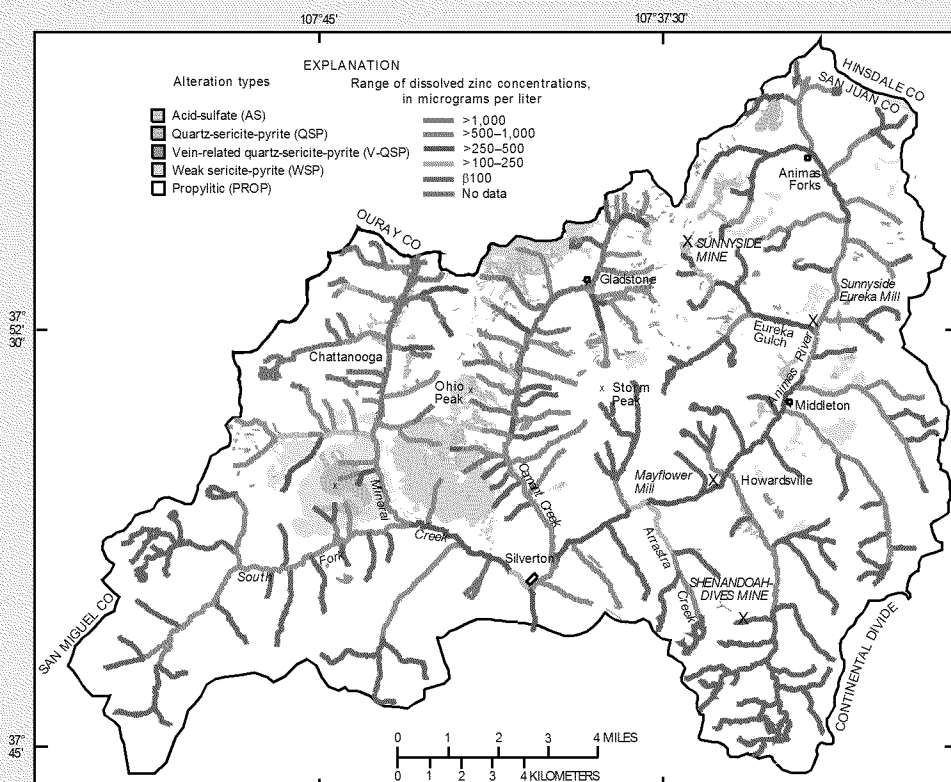 107°45'
107°37'30"
EXPLANATION
Alteration types
Acid-sulfate (AS)
Quartz-sericite-pyrite (QSP)
Vein-related quartz-sericite-pyrite (V-QSP)
Weak sericite-pyrite (WSP)
Propylitic (PROP)
Range of dissolved zinc concentrations,
in micrograms per liter
>1,000
>500–1,000
>250–500
>100–250
β100
No data
HINSDALE CO
SAN JUAN CO
Animas
Forks
OURAY CO
X SUNNYSIDE
MINE
Gladstone
Sunnyside
Eureka Mill
X
37°
52'
30"
Eureka
Gulch
Animas River
Chattanooga
Ohio
Peak x
x Storm
Peak
Middleton
Mayflower
Mill
X
Howardsville
x
Mineral
Creek
Cement Creek
Arrastra
Creek
Silverton
South
Fork
SHENANDOAH-
DIVES MINE
X
SAN MIGUEL CO
CONTINENTAL DIVIDE
37°
45'
0 1 2 3 4 MILES
0 1 2 3 4 KILOMETERS